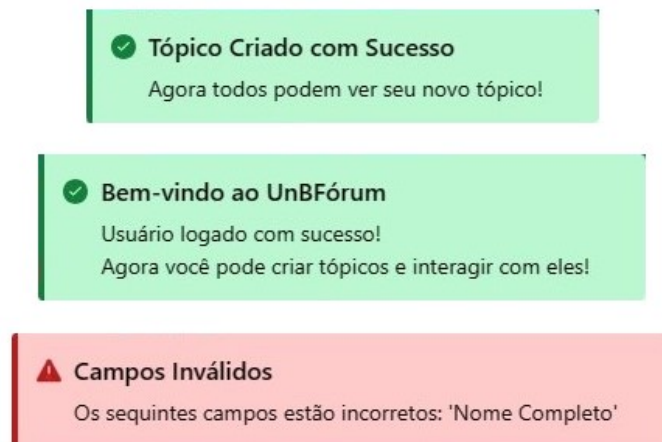 Tópico Criado com Sucesso
Agora todos podem ver seu novo tópico!
Bem-vindo ao UnBFórum
Usuário logado com sucesso!
Agora você pode criar tópicos e interagir com eles!
Campos Inválidos
Os sequintes campos estão incorretos: 'Nome Completo'